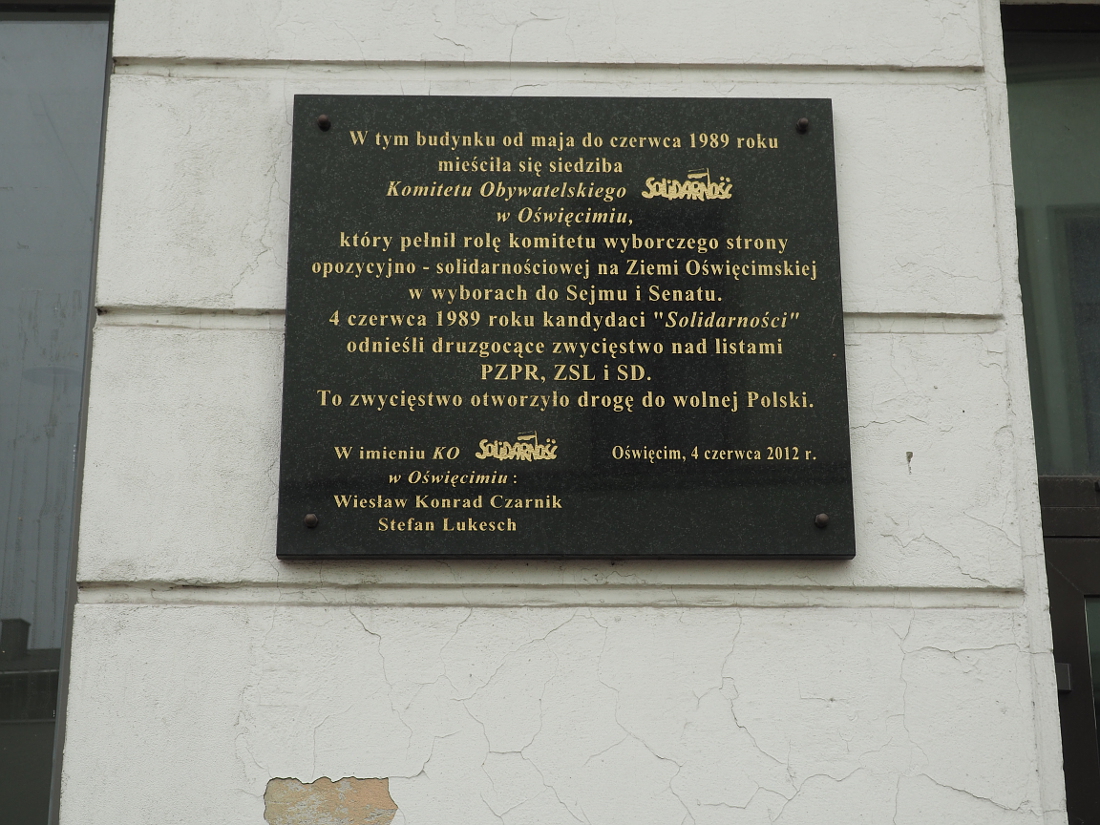 W tym budynku od maja do czerwca 1989 roku
mieściła się siedziba
Komitetu Obywatelskiego SOLIDARNOŚĆ
w Oświęcimiu,
który pełnił rolę komitetu wyborczego strony
opozycyjno - solidarnościowej na Ziemi Oświęcimskiej
w wyborach do Sejmu i Senatu.
4 czerwca 1989 roku kandydaci "Solidarności"
odnieśli druzgocące zwycięstwo nad listami
PZPR, ZSL i SD.
To zwycięstwo otworzyło drogę do wolnej Polski.
W imieniu KO SOLIDARNOŚĆ
w Oświęcimiu :
Wiesław Konrad Czarnik
Stefan Lukesch
Oświęcim, 4 czerwca 2012 r.